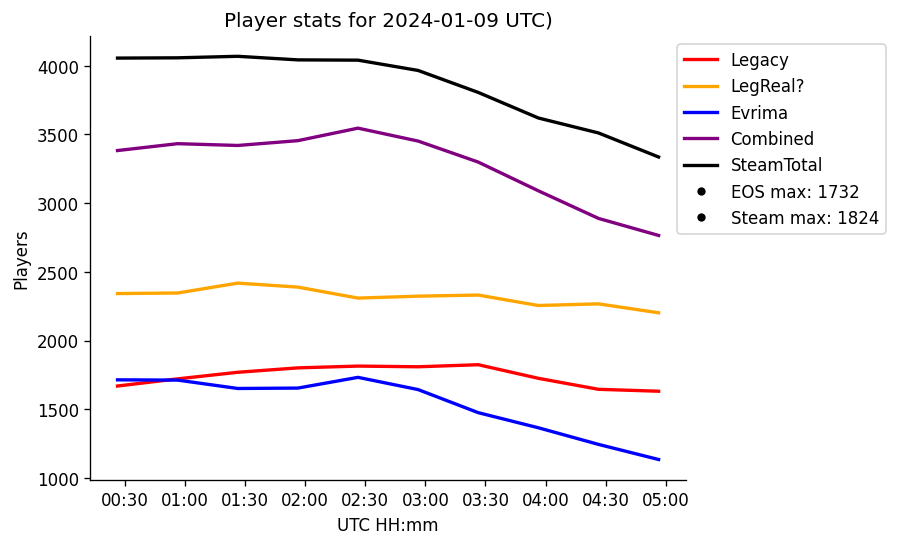 Player stats for 2024-01-09 UTC)
Legacy
LegReal?
Evrima
Combined
SteamTotal
EOS max: 1732
Steam max: 1824
Players
4000
3500
3000
2500
2000
1500
1000
00:30 01:00 01:30 02:00 02:30 03:00 03:30 04:00 04:30 05:00
UTC HH:mm